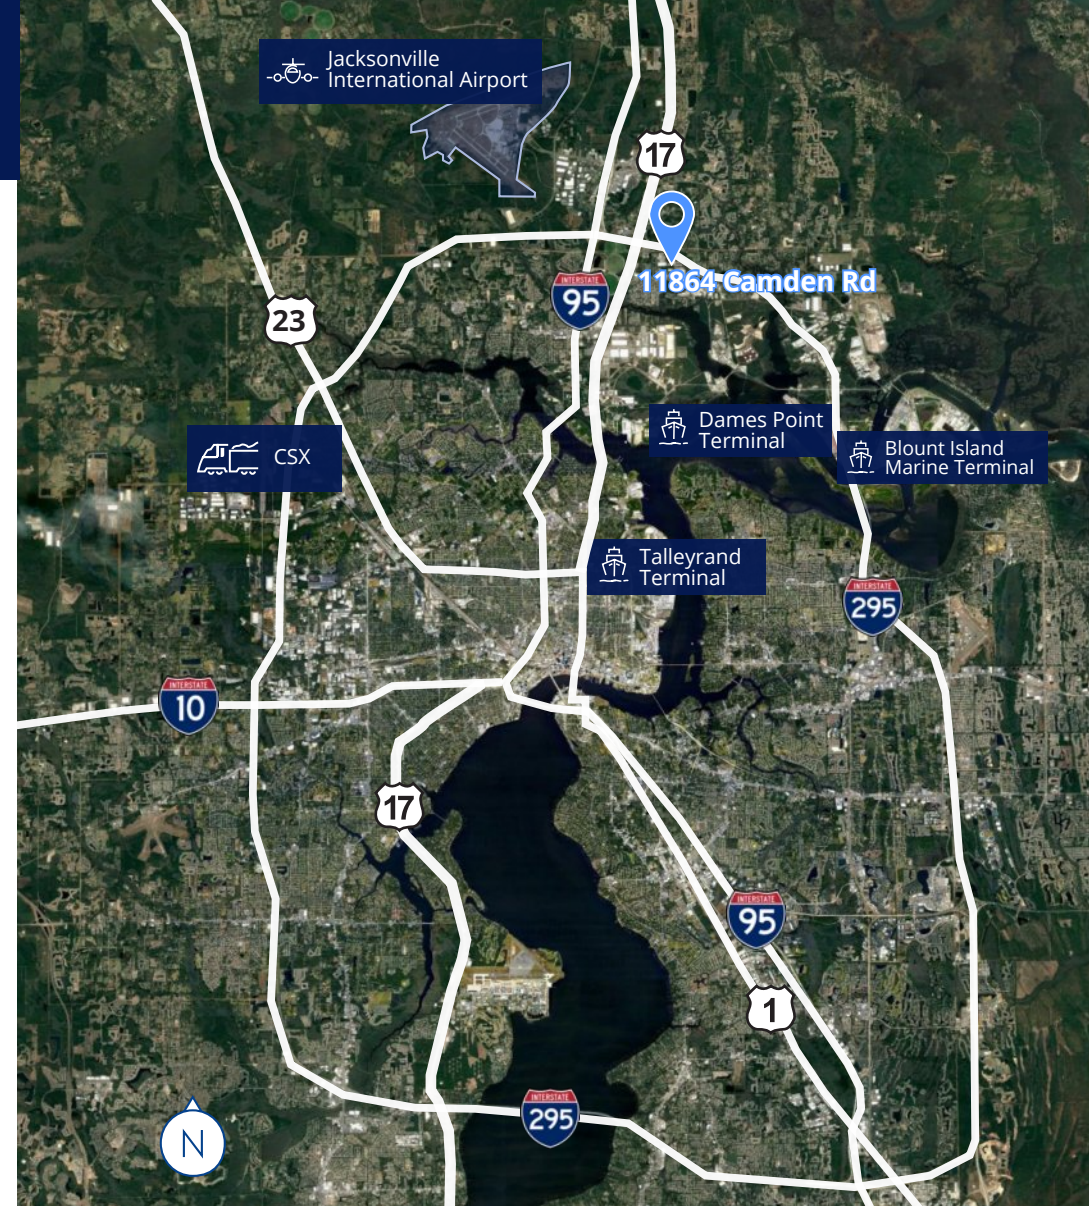 Jacksonville
International Airport
17
11864 Camden Rd
INTERSTATE
95
23
Dames Point
Terminal
Blount Island
Marine Terminal
CSX
Talleyrand
Terminal
INTERSTATE
295
INTERSTATE
10
17
INTERSTATE
95
1
INTERSTATE
295
N